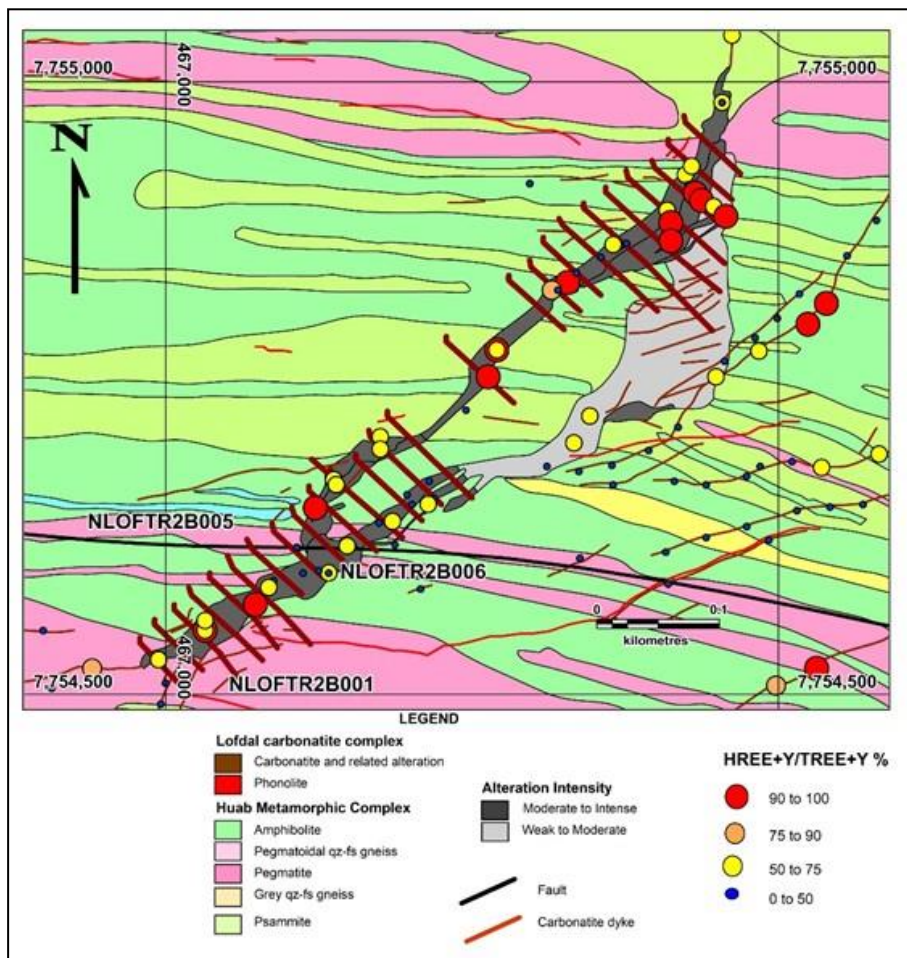 467,000
7,755,000
7,755,000
N
NLOFTR2B005
NLOFTR2B006
0
0.1
kilometres
467,000
7,754,500
NLOFTR2B001
7,754,500
LEGEND
Lofdal carbonatite complex
Carbonatite and related alteration
Phonolite
Huab Metamorphic Complex
Amphibolite
Pegmatoidal qz-fs gneiss
Pegmatite
Grey qz-fs gneiss
Psammite
Alteration Intensity
Moderate to Intense
Weak to Moderate
Fault
Carbonatite dyke
HREE+Y/TREE+Y %
90 to 100
75 to 90
50 to 75
0 to 50